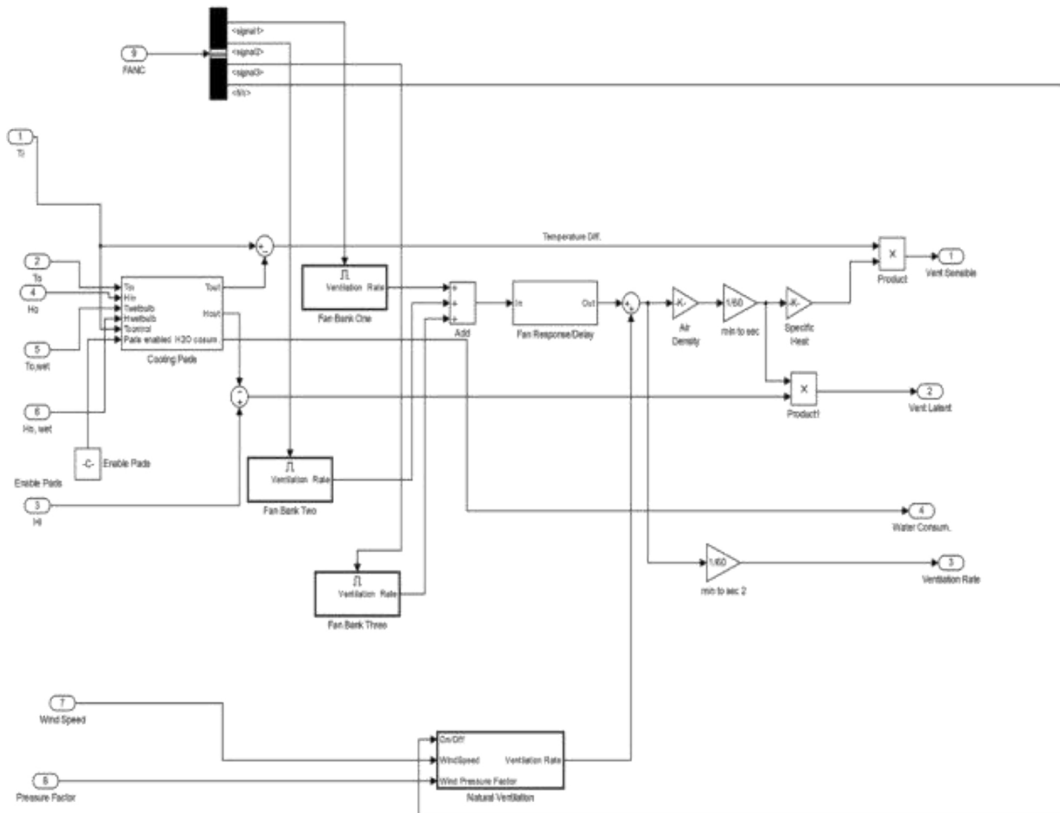 <signal1>
<signal2>
<signal3>
9
FANC
1
Ti
Temperature Diff.
2
To
4
Ho
Tin
Hin
Twetbulb
Hwetbulb
Tcontrol
Pads enabled
Tout
Hout
H2O cosum.
Cooling Pads
Ventilation Rate
Fan Bank One
+
+
+
Add
In
Out
Fan Response/Delay
-K-
Air
Density
1/60
min to sec
-K-
Specific
Heat
X
Product
1
Vent Sensible
5
To,wet
6
Ho, wet
X
Product1
2
Vent Latent
-C-
Enable Pads
Enable Pads
3
Hi
Ventilation Rate
Fan Bank Two
4
Water Consum.
1/60
min to sec 2
3
Ventilation Rate
Ventilation Rate
Fan Bank Three
7
Wind Speed
On/Off
WindSpeed
Wind Pressure Factor
Ventilation Rate
Natural Ventilation
8
Pressure Factor